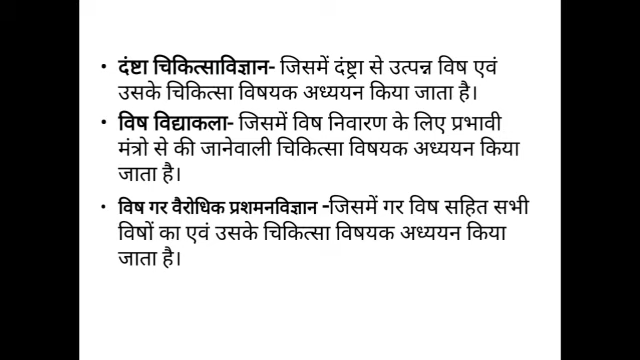 • दंष्टा चिकित्साविज्ञान- जिसमें दंष्ट्रा से उत्पन्न विष एवं
उसके चिकित्सा विषयक अध्ययन किया जाता है।
• विष विद्याकला- जिसमें विष निवारण के लिए प्रभावी
मंत्रो से की जानेवाली चिकित्सा विषयक अध्ययन किया
जाता है।
• विष गर वैरोधिक प्रशमनविज्ञान -जिसमें गर विष सहित सभी
विषों का एवं उसके चिकित्सा विषयक अध्ययन किया
जाता है।